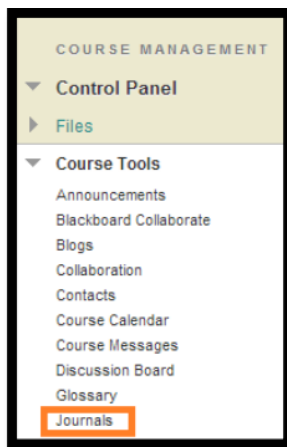 COURSE MANAGEMENT
Control Panel
Files
Course Tools
Announcements
Blackboard Collaborate
Blogs
Collaboration
Contacts
Course Calendar
Course Messages
Discussion Board
Glossary
Journals